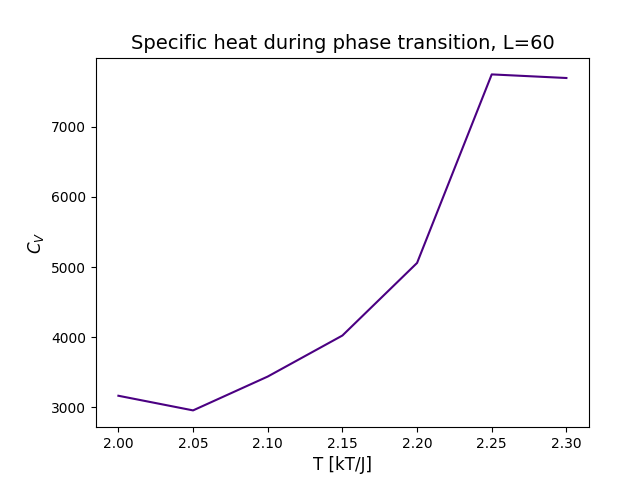 Specific heat during phase transition, L=60
7000
6000
5000
4000
3000
C_V
2.00 2.05 2.10 2.15 2.20 2.25 2.30
T [kT/J]